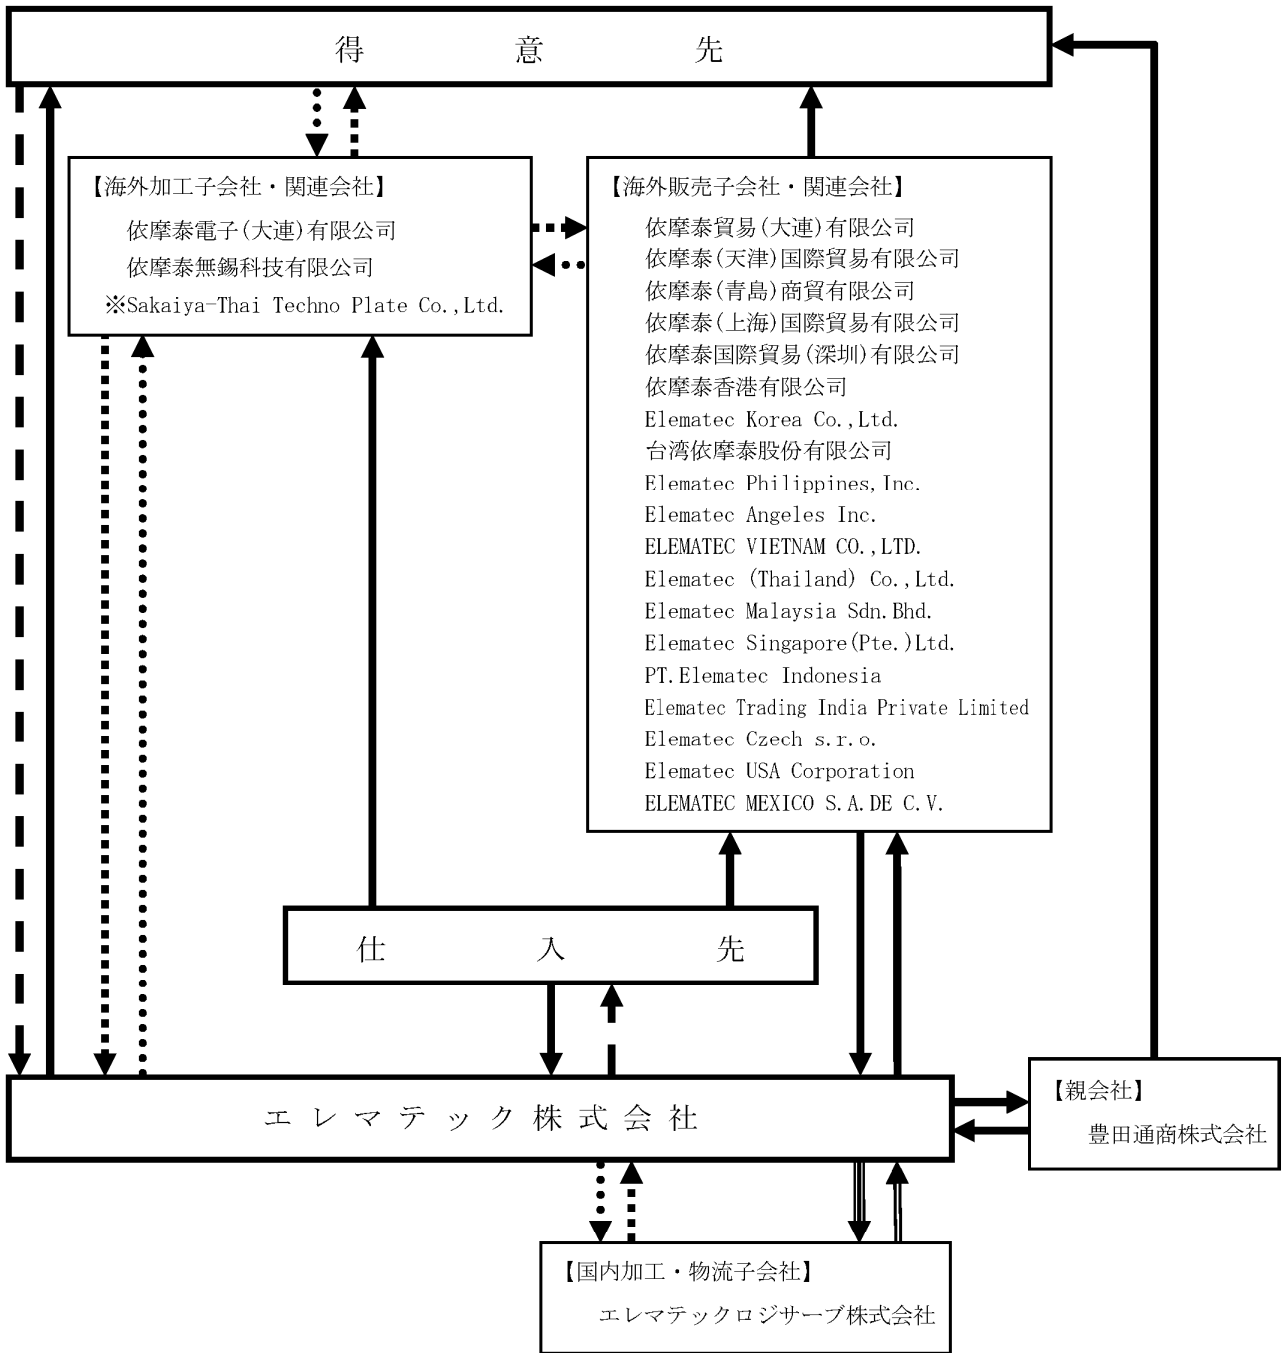 得意先
【海外加工子会社・関連会社】
依摩泰電子(大連)有限公司
依摩泰無錫科技有限公司
※Sakaiya-Thai Techno Plate Co.,Ltd.
【海外販売子会社・関連会社】
依摩泰貿易(大連)有限公司
依摩泰(天津)国際貿易有限公司
依摩泰(青島)商貿有限公司
依摩泰(上海)国際貿易有限公司
依摩泰国際貿易(深圳)有限公司
依摩泰香港有限公司
Elematec Korea Co.,Ltd.
台湾依摩泰股份有限公司
Elematec Philippines,Inc.
Elematec Angeles Inc.
ELEMATEC VIETNAM CO.,LTD.
Elematec (Thailand) Co.,Ltd.
Elematec Malaysia Sdn.Bhd.
Elematec Singapore(Pte.)Ltd.
PT.Elematec Indonesia
Elematec Trading India Private Limited
Elematec Czech s.r.o.
Elematec USA Corporation
ELEMATEC MEXICO S.A.DE C.V.
仕入先
エレマテック株式会社
【親会社】
豊田通商株式会社
【国内加工・物流子会社】
エレマテックロジサーブ株式会社